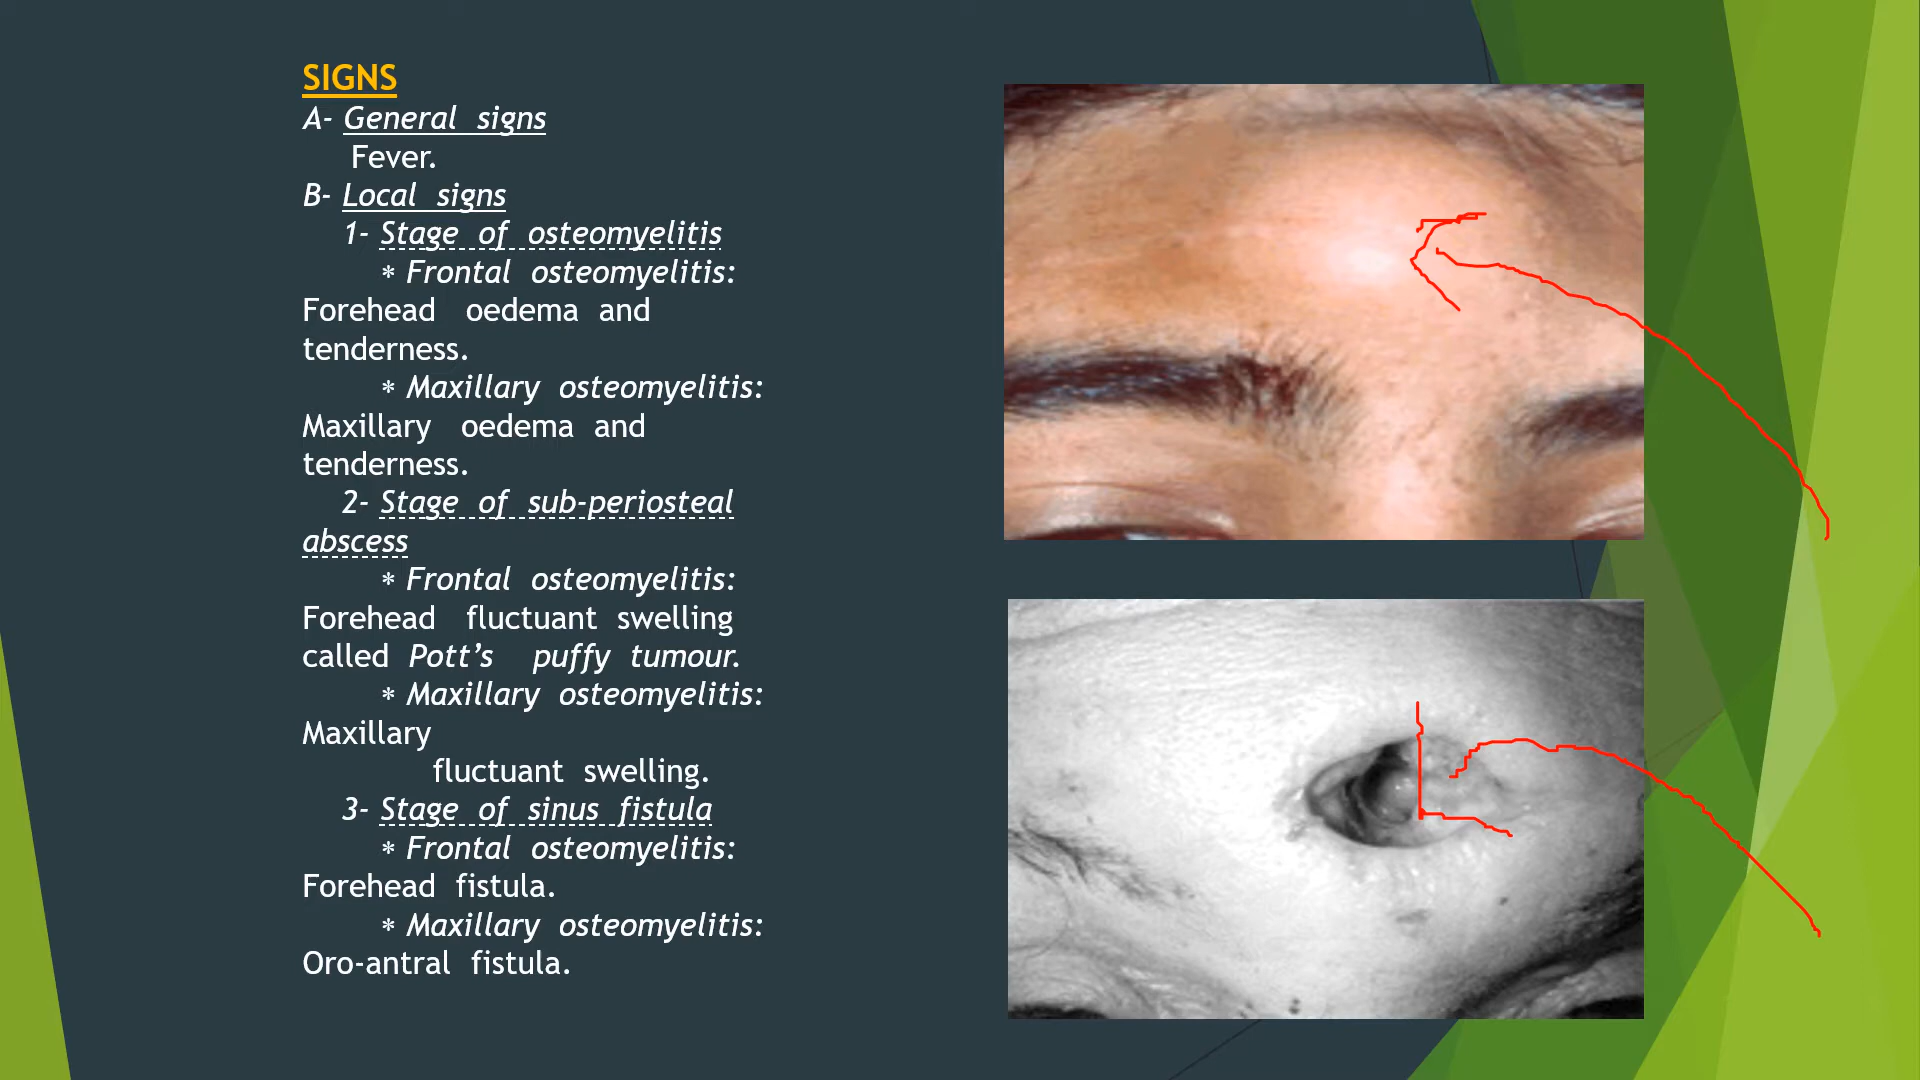 SIGNS
A- General signs
Fever.
B- Local signs
1- Stage of osteomyelitis
* Frontal osteomyelitis:
Forehead oedema and
tenderness.
* Maxillary osteomyelitis:
Maxillary oedema and
tenderness.
2- Stage of sub-periosteal
abscess
* Frontal osteomyelitis:
Forehead fluctuant swelling
called Pott’s puffy tumour.
* Maxillary osteomyelitis:
Maxillary
fluctuant swelling.
3- Stage of sinus fistula
* Frontal osteomyelitis:
Forehead fistula.
* Maxillary osteomyelitis:
Oro-antral fistula.